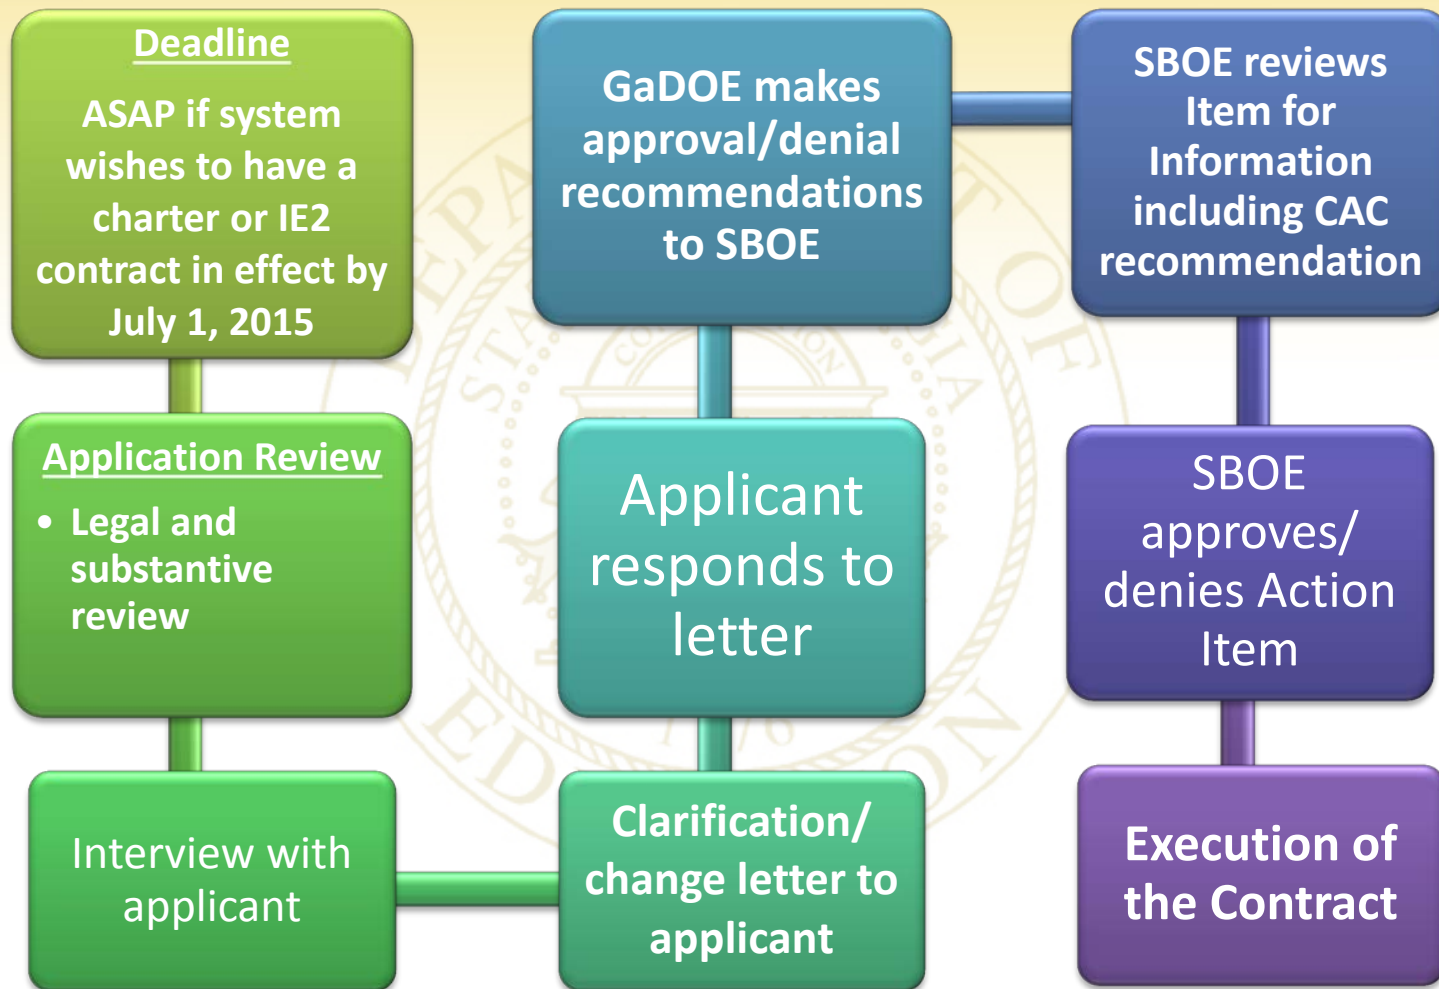 Deadline
ASAP if system
wishes to have a
charter or IE2
contract in effect by
July 1, 2015
Application Review
• Legal and
substantive
review
Interview with
applicant
Clarification/
change letter to
applicant
Applicant
responds to
letter
GaDOE makes
approval/denial
recommendations
to SBOE
SBOE reviews
Item for
Information
including CAC
recommendation
SBOE
approves/
denies Action
Item
Execution of
the Contract